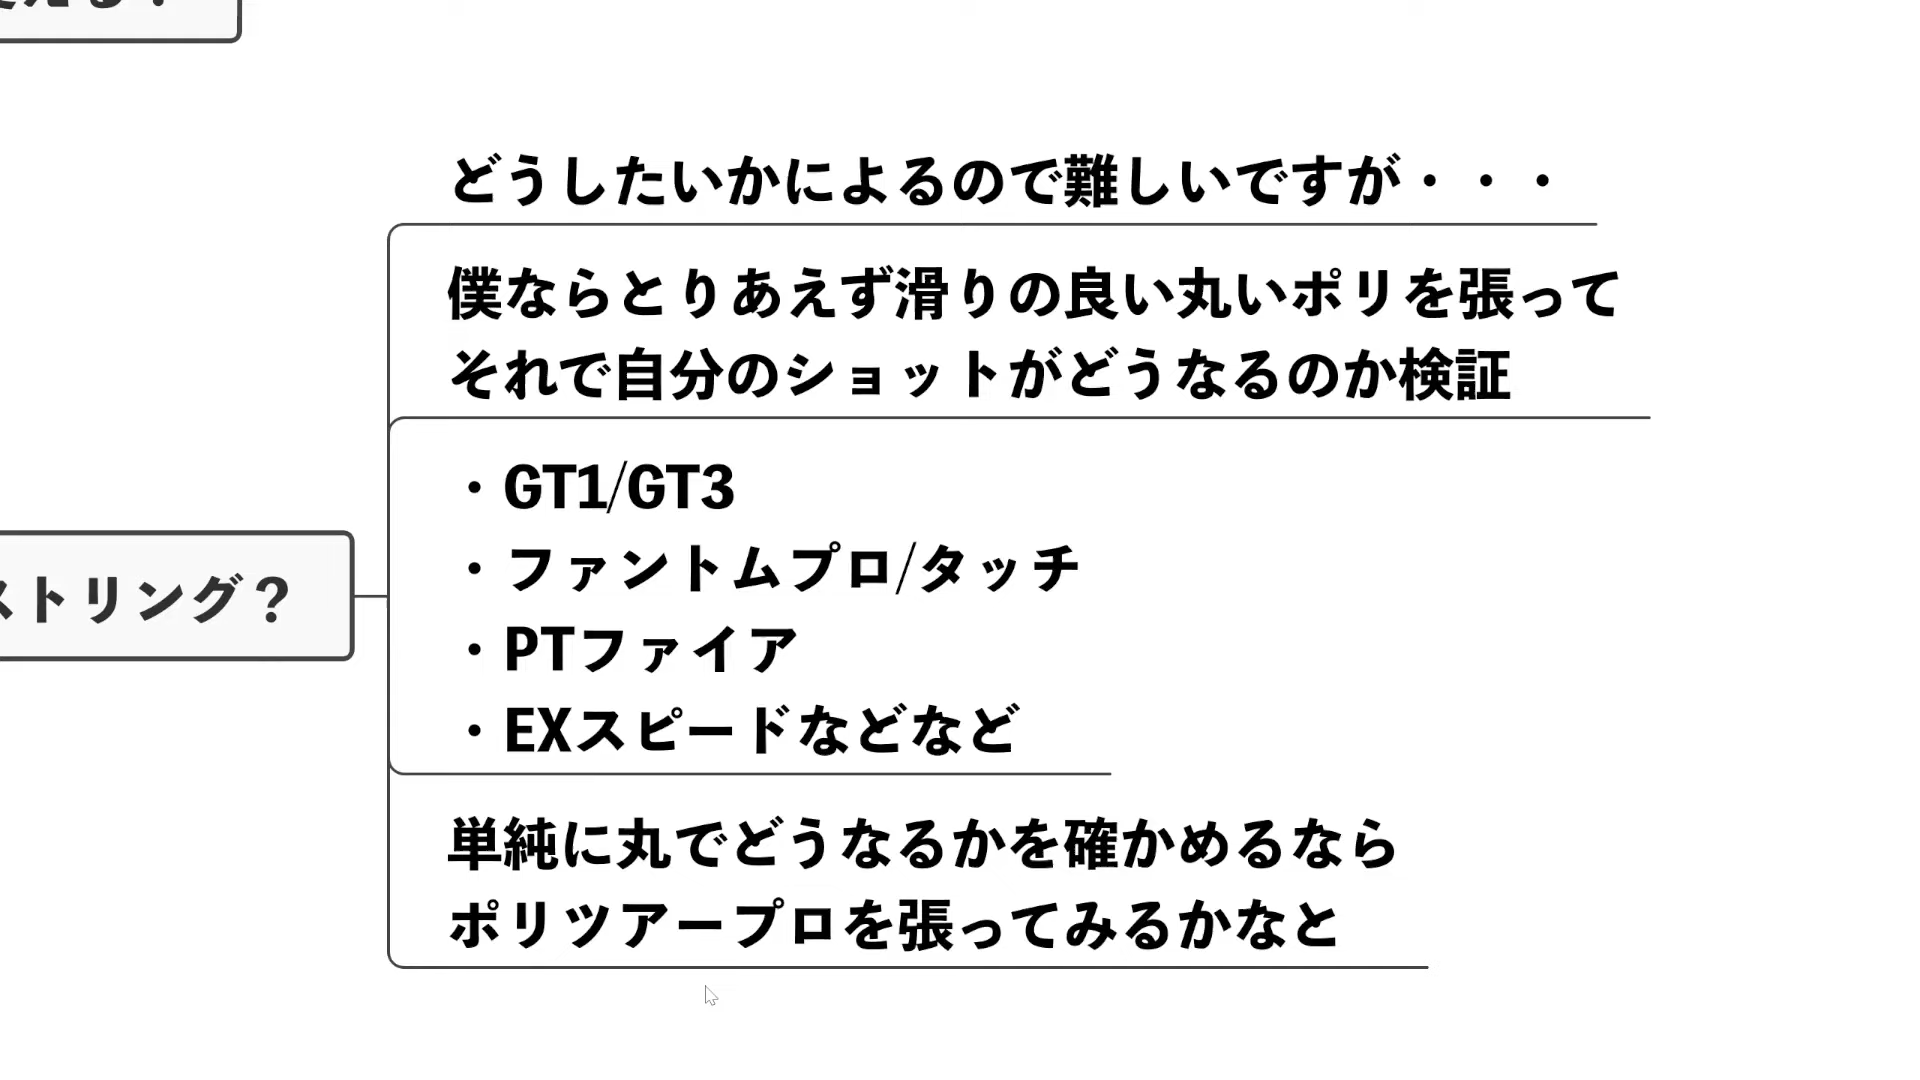 どうしたいかによるので難しいですが・・・
僕ならとりあえず滑りの良い丸いポリを張って
それで自分のショットがどうなるのか検証
・GT1/GT3
・ファントムプロ/タッチ
・PTファイア
・EXスピードなどなど
ストリング？
単純に丸でどうなるかを確かめるなら
ポリツアープロを張ってみるかなと